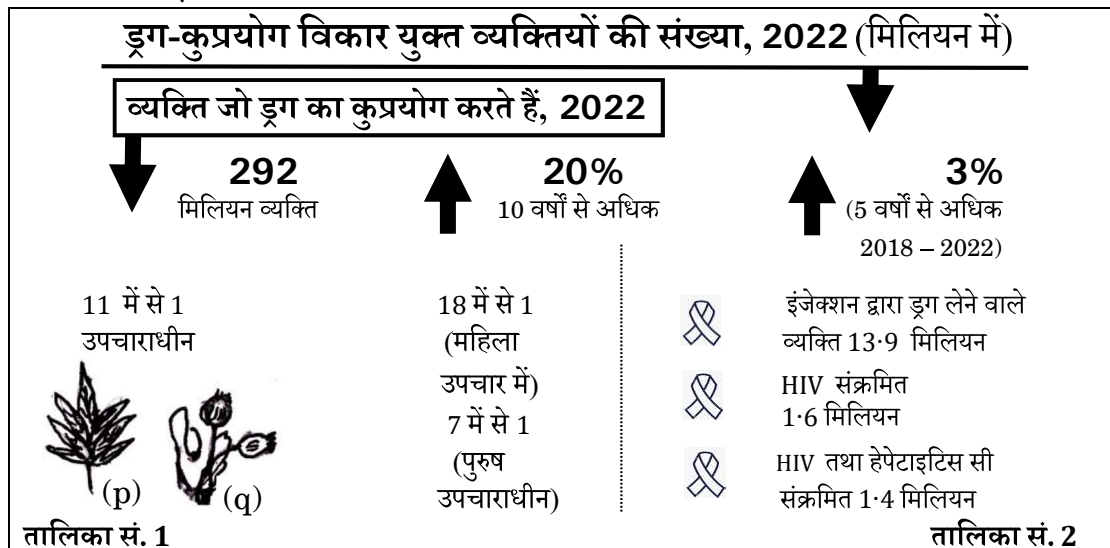 ड्रग-कुप्रयोग विकार युक्त व्यक्तियों की संख्या, 2022 (मिलियन में)
व्यक्ति जो ड्रग का कुप्रयोग करते हैं, 2022
292
मिलियन व्यक्ति
20%
10 वर्षों से अधिक
3%
(5 वर्षों से अधिक
2018 – 2022)
11 में से 1
उपचाराधीन
(p)
(q)
18 में से 1
(महिला
उपचार में)
7 में से 1
(पुरुष
उपचाराधीन)
इंजेक्शन द्वारा ड्रग लेने वाले
व्यक्ति 13·9 मिलियन
HIV संक्रमित
1·6 मिलियन
HIV तथा हेपेटाइटिस सी
संक्रमित 1·4 मिलियन
तालिका सं. 1
तालिका सं. 2